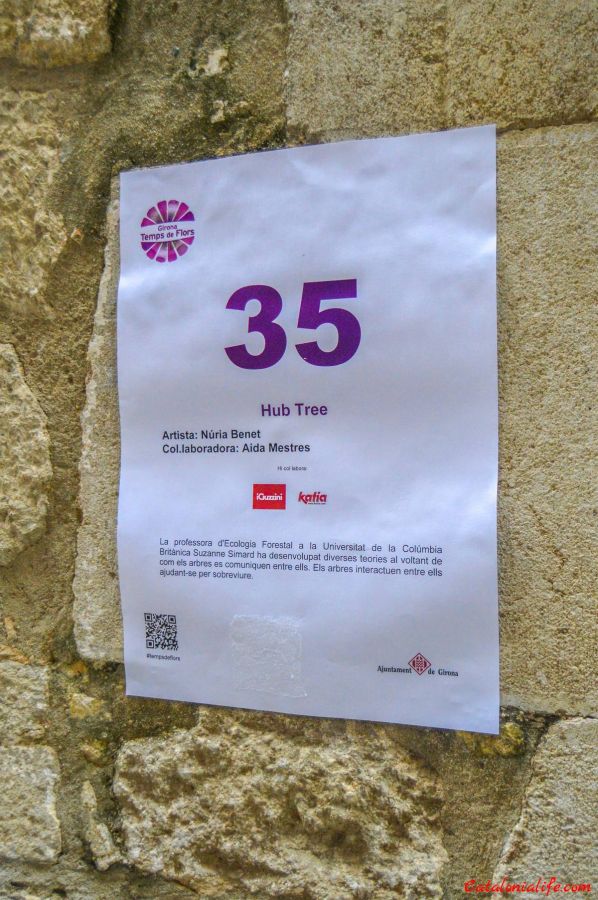 Girona
Temps de Flors
35
Hub Tree
Artista: Núria Benet
Col.laboradora: Aida Mestres
Hi col·labora:
iGuzzini
katia
La professora d'Ecologia Forestal a la Universitat de la Colúmbia
Britànica Suzanne Simard ha desenvolupat diverses teories al voltant de
com els arbres es comuniquen entre ells. Els arbres interactuen entre ells
ajudant-se per sobreviure.
#tempsdeflors
Ajuntament de Girona
Catalonialife.com